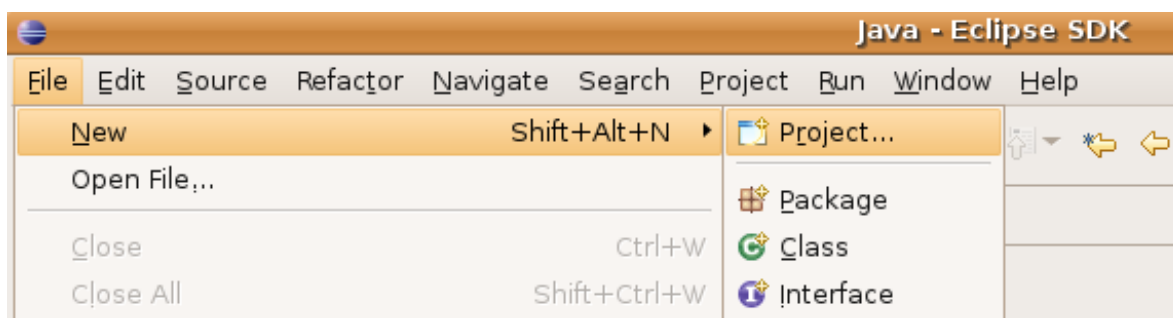 Java - Eclipse SDK
File Edit Source Refactor Navigate Search Project Run Window Help
New Shift+Alt+N Project...
Open File...
Package
Close Ctrl+W Class
Close All Shift+Ctrl+W Interface